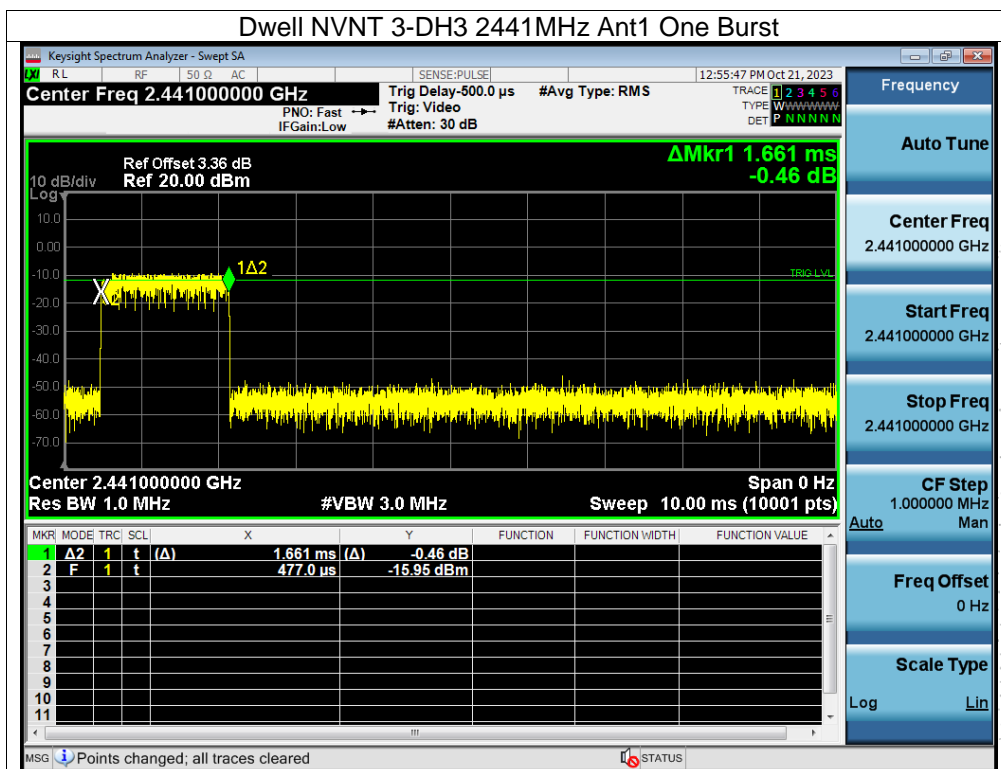 Dwell NVNT 3-DH3 2441MHz Ant1 One Burst
Keysight Spectrum Analyzer - Swept SA
LXI RL RF 50 Ω AC SENSE:PULSE 12:55:47 PM Oct 21, 2023
Center Freq 2.441000000 GHz Trig Delay-500.0 µs #Avg Type: RMS TRACE 1 2 3 4 5 6
PNO: Fast Trig: Video TYPE WWWWWW
IFGain:Low #Atten: 30 dB DET P N N N N N
Ref Offset 3.36 dB ΔMkr1 1.661 ms
10 dB/div Ref 20.00 dBm -0.46 dB
Log
10.0
0.00
-10.0
1Δ2
TRIG LVL
2
-20.0
-30.0
-40.0
-50.0
-60.0
-70.0
Center 2.441000000 GHz Span 0 Hz
Res BW 1.0 MHz #VBW 3.0 MHz Sweep 10.00 ms (10001 pts)
MKR MODE TRC SCL X Y FUNCTION FUNCTION WIDTH FUNCTION VALUE
1 Δ2 1 t (Δ) 1.661 ms (Δ) -0.46 dB
2 F 1 t 477.0 µs -15.95 dBm
3
4
5
6
7
8
9
10
11
MSG Points changed; all traces cleared STATUS
Frequency
Auto Tune
Center Freq
2.441000000 GHz
Start Freq
2.441000000 GHz
Stop Freq
2.441000000 GHz
CF Step
1.000000 MHz
Auto Man
Freq Offset
0 Hz
Scale Type
Log Lin